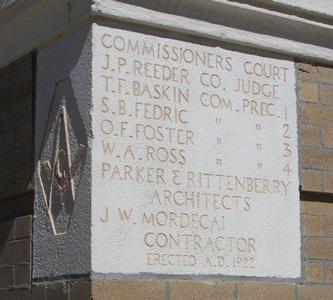 COMMISSIONERS COURT
J.P. REEDER CO. JUDGE
T.F. BASKIN COM. PREC. 1
S.B. FEDRIC " " 2
O.F. FOSTER " " 3
W.A. ROSS " " 4
PARKER & RITTENBERRY
ARCHITECTS
J W. MORDECAI
CONTRACTOR
ERECTED A.D. 1922